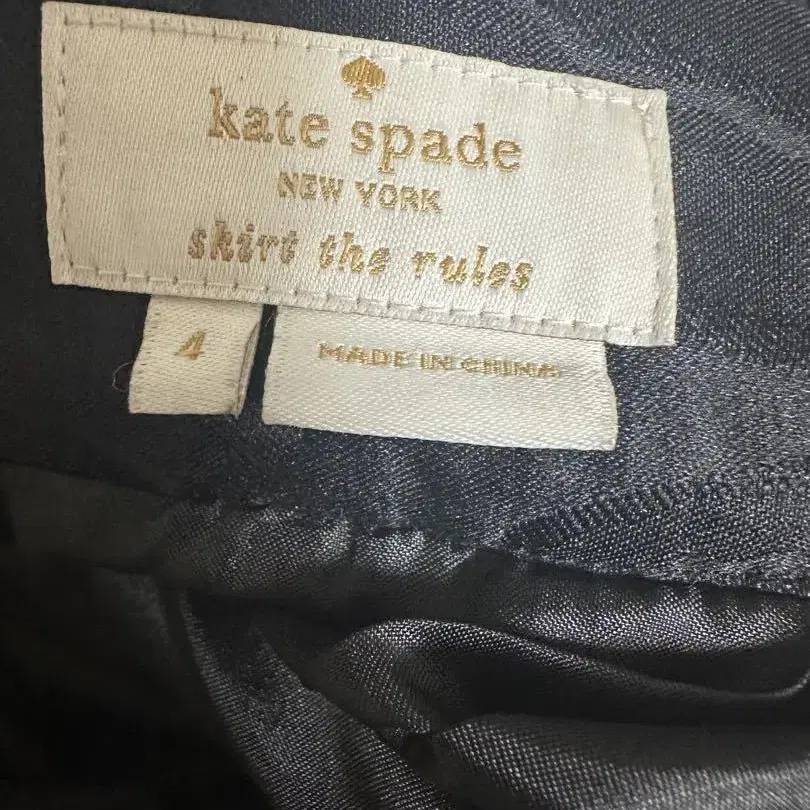 kate spade
NEW YORK
skirt the rules
4
MADE IN CHINA